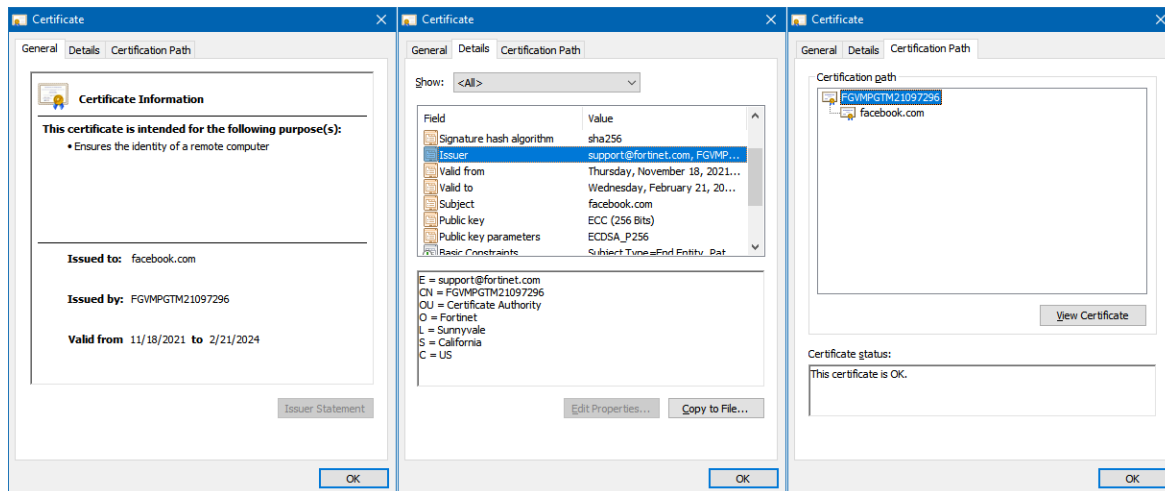 Certificate
General Details Certification Path
Certificate Information
This certificate is intended for the following purpose(s):
• Ensures the identity of a remote computer
Issued to: facebook.com
Issued by: FGVMPGTM21097296
Valid from 11/18/2021 to 2/21/2024
Issuer Statement
OK
Certificate
General Details Certification Path
Show: <All>
Field Value
Signature hash algorithm sha256
Issuer support@fortinet.com, FGVMP...
Valid from Thursday, November 18, 2021...
Valid to Wednesday, February 21, 20...
Subject facebook.com
Public key ECC (256 Bits)
Public key parameters ECDSA_P256
Basic Constraints Subject Type=End Entity, Pat
E = support@fortinet.com
CN = FGVMPGTM21097296
OU = Certificate Authority
O = Fortinet
L = Sunnyvale
S = California
C = US
Edit Properties... Copy to File...
OK
Certificate
General Details Certification Path
Certification path
FGVMPGTM21097296
facebook.com
View Certificate
Certificate status:
This certificate is OK.
OK